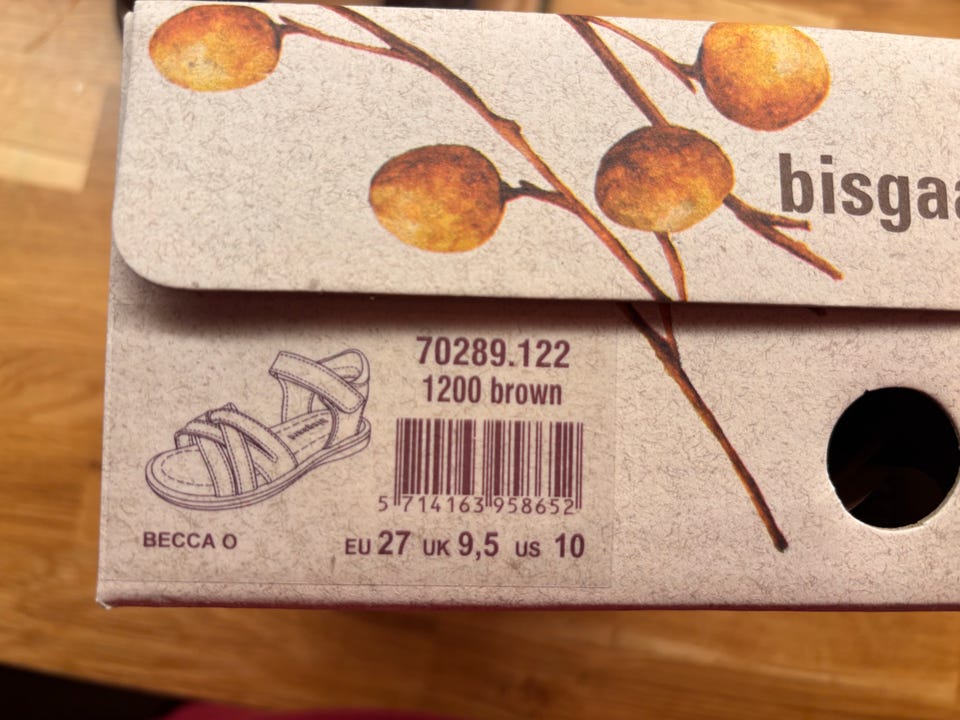 bisgaa
70289.122
1200 brown
5 714163 958652
BECCA O
EU 27 UK 9,5 US 10